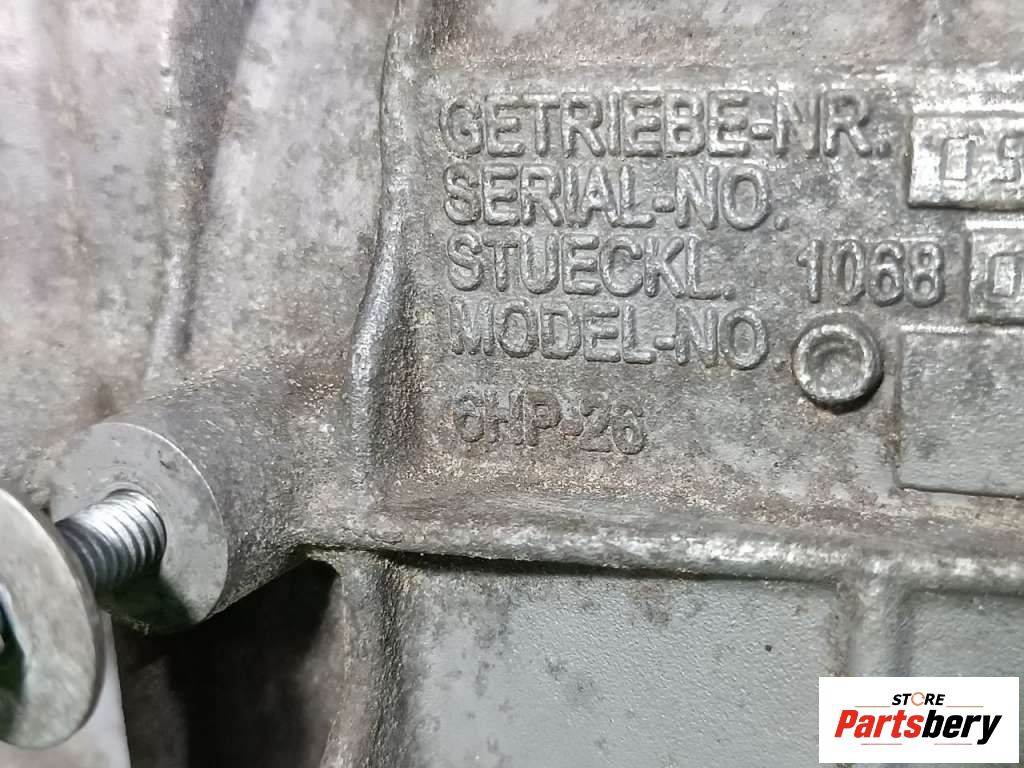 GETRIEBE-NR.
SERIAL-NO.
STUECKL. 1068
MODEL-NO.
6HP-26
STORE
Partsbery